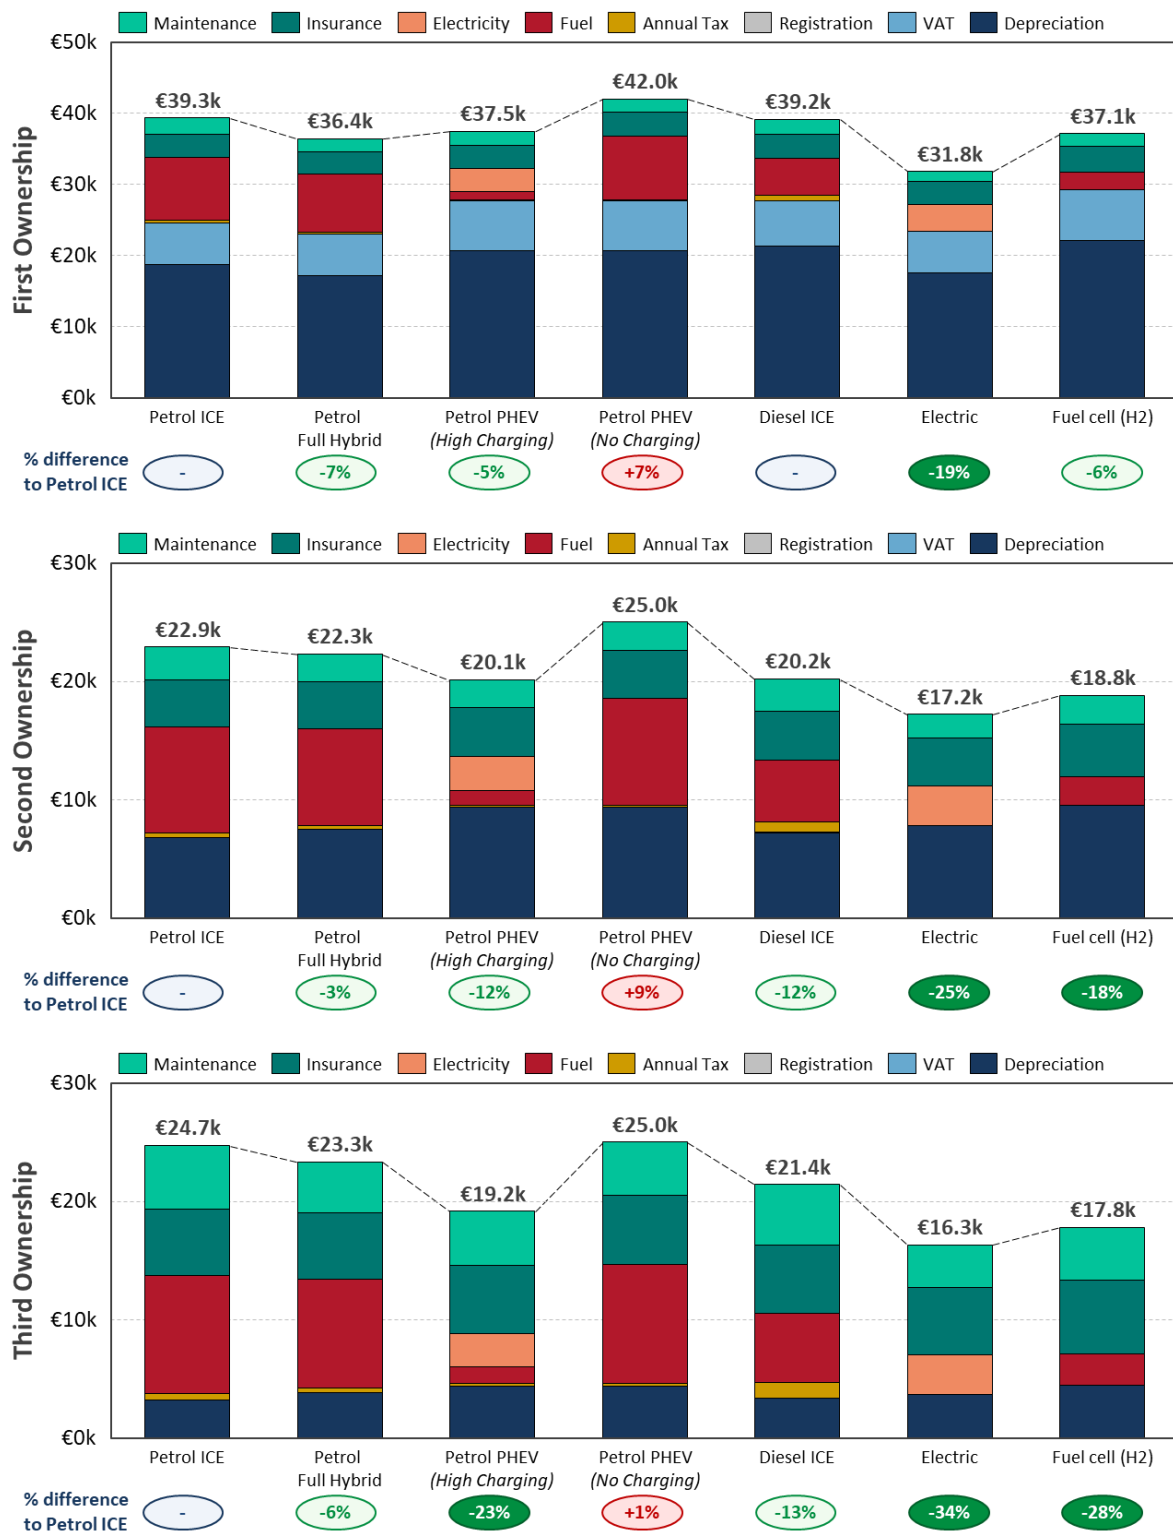 Maintenance Insurance Electricity Fuel Annual Tax Registration VAT Depreciation
First Ownership
€50k
€40k
€30k
€20k
€10k
€0k
€39.3k €36.4k €37.5k €42.0k €39.2k €31.8k €37.1k
Petrol ICE Petrol Petrol PHEV Petrol PHEV Diesel ICE Electric Fuel cell (H2)
Full Hybrid (High Charging) (No Charging)
% difference
to Petrol ICE
- -7% -5% +7% - -19% -6%
Maintenance Insurance Electricity Fuel Annual Tax Registration VAT Depreciation
Second Ownership
€30k
€20k
€10k
€0k
€22.9k €22.3k €20.1k €25.0k €20.2k €17.2k €18.8k
Petrol ICE Petrol Petrol PHEV Petrol PHEV Diesel ICE Electric Fuel cell (H2)
Full Hybrid (High Charging) (No Charging)
% difference
to Petrol ICE
- -3% -12% +9% -12% -25% -18%
Maintenance Insurance Electricity Fuel Annual Tax Registration VAT Depreciation
Third Ownership
€30k
€20k
€10k
€0k
€24.7k €23.3k €19.2k €25.0k €21.4k €16.3k €17.8k
Petrol ICE Petrol Petrol PHEV Petrol PHEV Diesel ICE Electric Fuel cell (H2)
Full Hybrid (High Charging) (No Charging)
% difference
to Petrol ICE
- -6% -23% +1% -13% -34% -28%